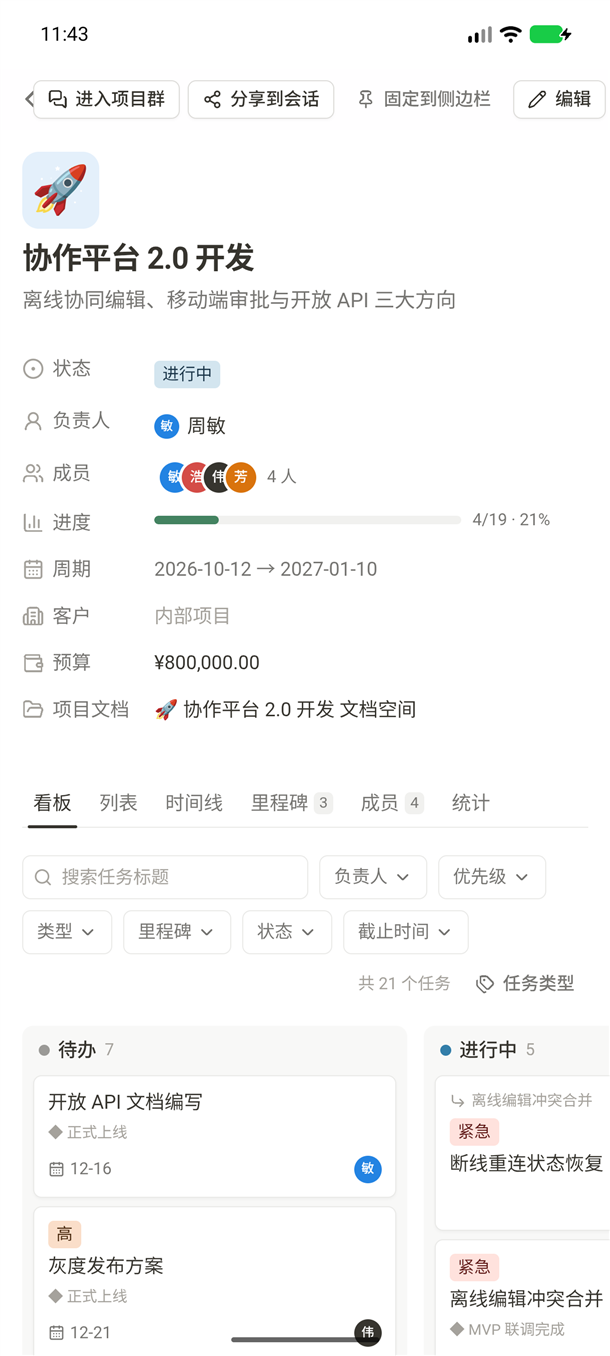 11:43
进入项目群 分享到会话 固定到侧边栏 编辑
协作平台 2.0 开发
离线协同编辑、移动端审批与开放 API 三大方向
状态 进行中
负责人 敏 周敏
成员 敏 浩 伟 芳 4 人
进度 4/19 · 21%
周期 2026-10-12 → 2027-01-10
客户 内部项目
预算 ¥800,000.00
项目文档 协作平台 2.0 开发 文档空间
看板 列表 时间线 里程碑 3 成员 4 统计
搜索任务标题 负责人 优先级
类型 里程碑 状态 截止时间
共 21 个任务 任务类型
待办 7
开放 API 文档编写
正式上线
12-16 敏
高
灰度发布方案
正式上线
12-21 伟
进行中 5
离线编辑冲突合并
紧急
断线重连状态恢复
紧急
离线编辑冲突合并
MVP 联调完成